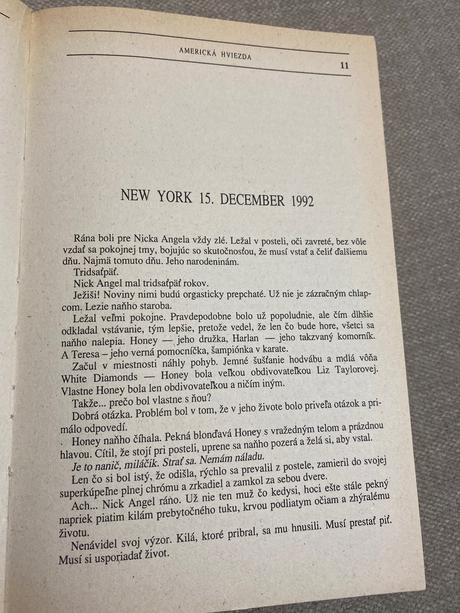 AMERICKÁ HVIEZDA
11
NEW YORK 15. DECEMBER 1992
Rána boli pre Nicka Angela vždy zlé. Ležal v posteli, oči zavreté, bez vôle
vzdať sa pokojnej tmy, bojujúc so skutočnosťou, že musí vstať a čeliť ďalšiemu
dňu. Najmä tomuto dňu. Jeho narodeninám.
Tridsaťpäť.
Nick Angel mal tridsaťpäť rokov.
Ježiši! Noviny nimi budú orgasticky prepchaté. Už nie je zázračným chlap-
com. Lezie naňho staroba.
Ležal veľmi pokojne. Pravdepodobne bolo už popoludnie, ale čím dlhšie
odkladal vstávanie, tým lepšie, pretože vedel, že len čo bude hore, všetci sa
naňho nalepia. Honey — jeho družka, Harlan — jeho takzvaný komorník.
A Teresa – jeho verná pomocníčka, šampiónka v karate.
Začul v miestnosti náhly pohyb. Jemné šušťanie hodvábu a mdlá vôňa
White Diamonds — Honey bola veľkou obdivovateľkou Liz Taylorovej.
Vlastne Honey bola len obdivovateľkou a ničím iným.
Takže... prečo bol vlastne s ňou?
Dobrá otázka. Problém bol v tom, že v jeho živote bolo priveľa otázok a pri-
málo odpovedí.
Honey naňho číhala. Pekná blonďavá Honey s vražedným telom a prázdnou
hlavou. Cítil, že stojí pri posteli, uprene sa naňho pozerá a želá si, aby vstal.
Je to nanič, miláčik. Strať sa. Nemám náladu.
Len čo si bol istý, že odišla, rýchlo sa prevalil z postele, zamieril do svojej
superkúpeľne plnej chrómu a zrkadiel a zamkol za sebou dvere.
Ach... Nick Angel ráno. Už nie ten muž čo kedysi, hoci ešte stále pekný
napriek piatim kilám prebytočného tuku, krvou podliatym očiam a zhýralému
životu.
Nenávidel svoj výzor. Kilá, ktoré pribral, sa mu hnusili. Musí prestať piť.
Musí si usporiadať život.